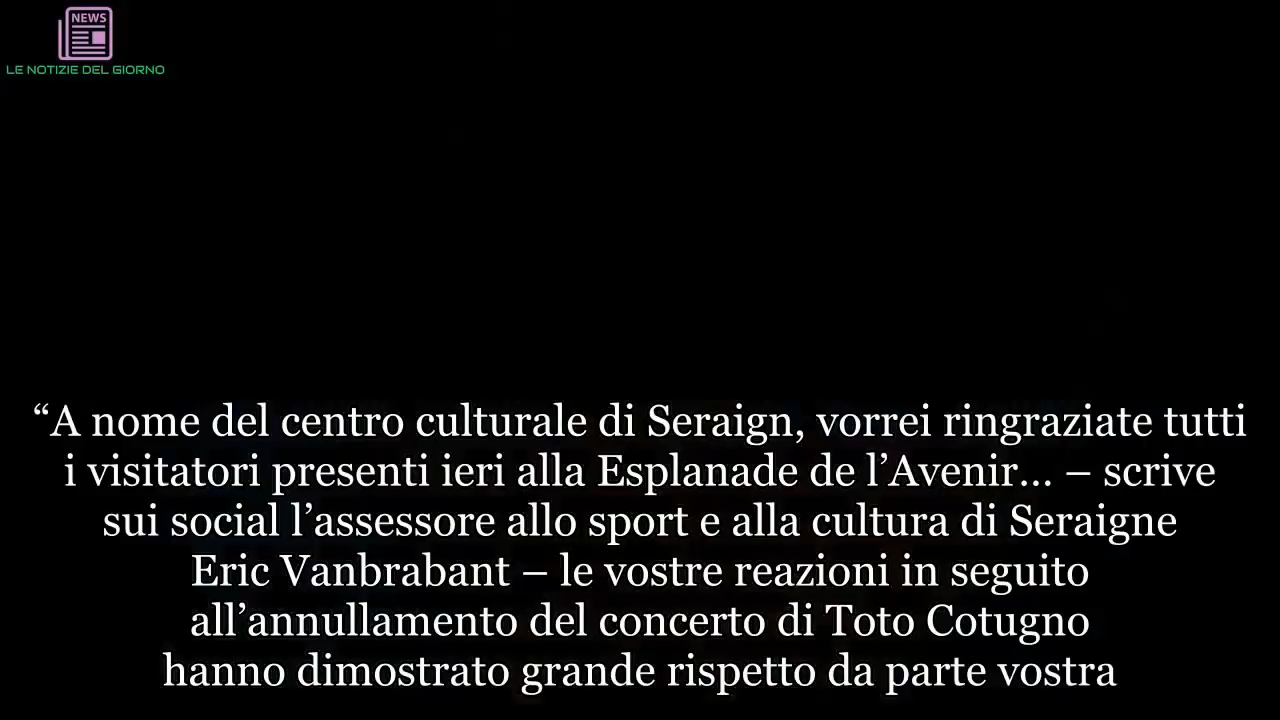 NEWS
LE NOTIZIE DEL GIORNO
“A nome del centro culturale di Seraign, vorrei ringraziate tutti
i visitatori presenti ieri alla Esplanade de l’Avenir… – scrive
sui social l’assessore allo sport e alla cultura di Seraigne
Eric Vanbrabant – le vostre reazioni in seguito
all’annullamento del concerto di Toto Cotugno
hanno dimostrato grande rispetto da parte vostra